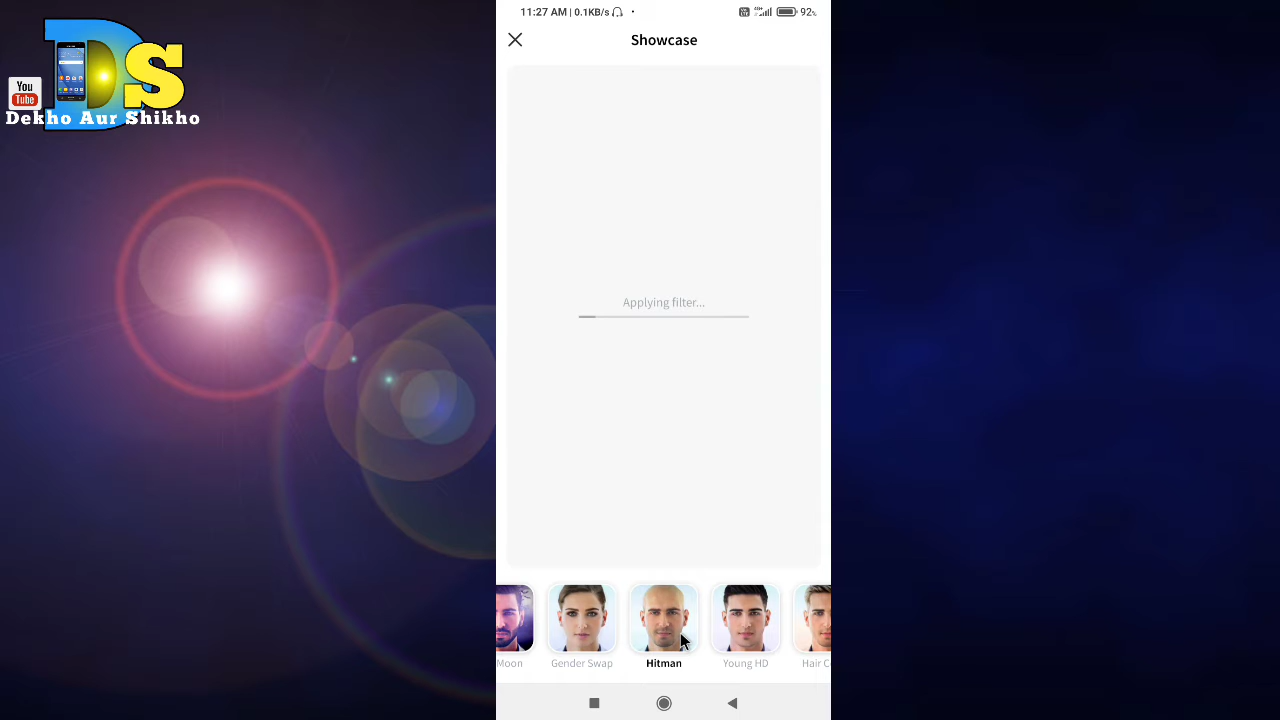 11:27 AM | 0.1KB/s
92%
Showcase
You
Tube
DS
Dekho Aur Shikho
Applying filter...
Moon
Gender Swap
Hitman
Young HD
Hair C